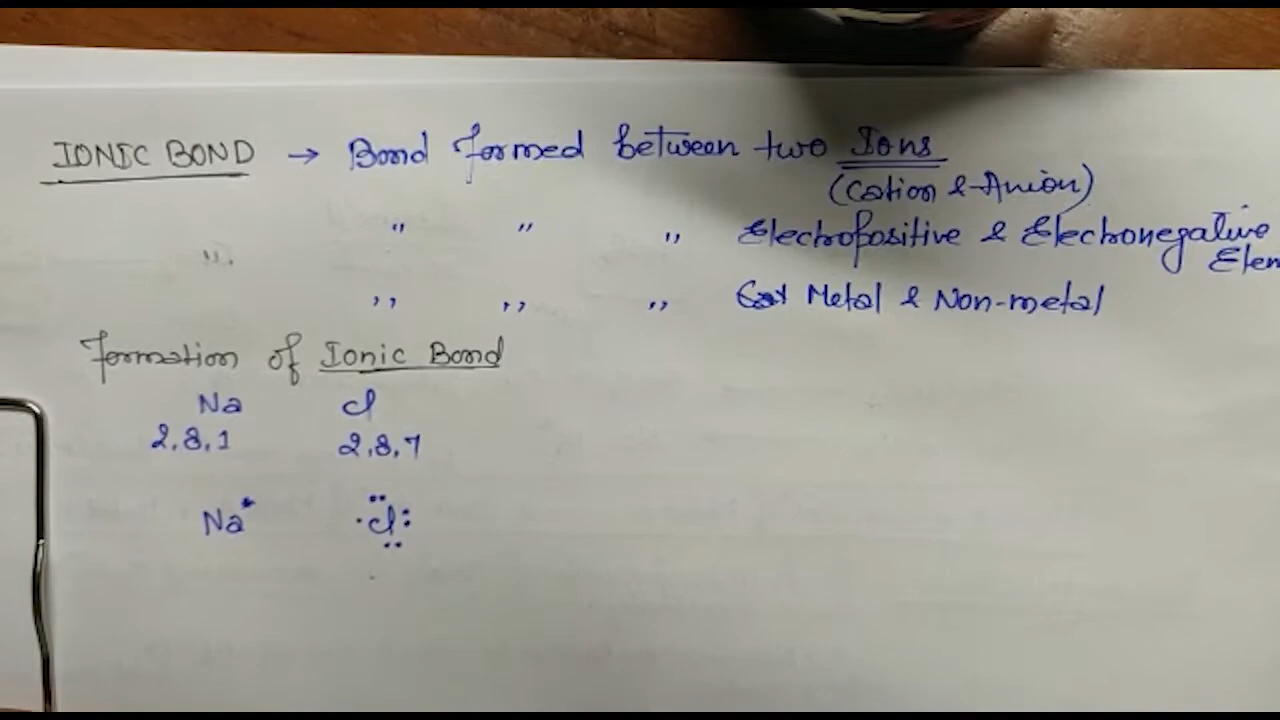 IONIC BOND → Bond formed between two Ions
(Cation & Anion)
" " " Electropositive & Electronegative
Elem
" " " Metal & Non-metal
Formation of Ionic Bond
Na Cl
2,8,1 2,8,7
Na Cl